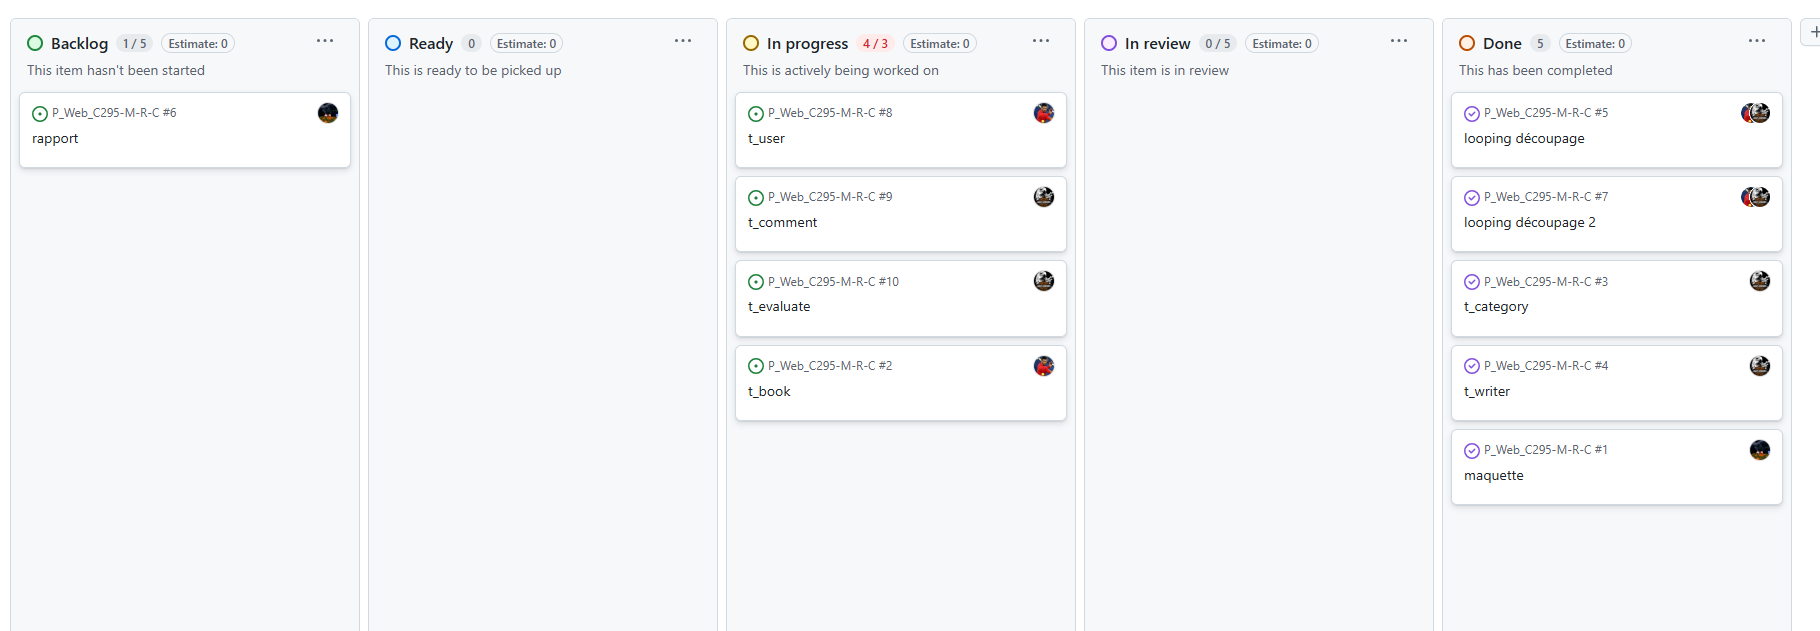 Backlog 1 / 5 Estimate: 0
This item hasn't been started
P_Web_C295-M-R-C #6
rapport
Ready 0 Estimate: 0
This is ready to be picked up
In progress 4 / 3 Estimate: 0
This is actively being worked on
P_Web_C295-M-R-C #8
t_user
P_Web_C295-M-R-C #9
t_comment
P_Web_C295-M-R-C #10
t_evaluate
P_Web_C295-M-R-C #2
t_book
In review 0 / 5 Estimate: 0
This item is in review
Done 5 Estimate: 0
This has been completed
P_Web_C295-M-R-C #5
looping découpage
P_Web_C295-M-R-C #7
looping découpage 2
P_Web_C295-M-R-C #3
t_category
P_Web_C295-M-R-C #4
t_writer
P_Web_C295-M-R-C #1
maquette